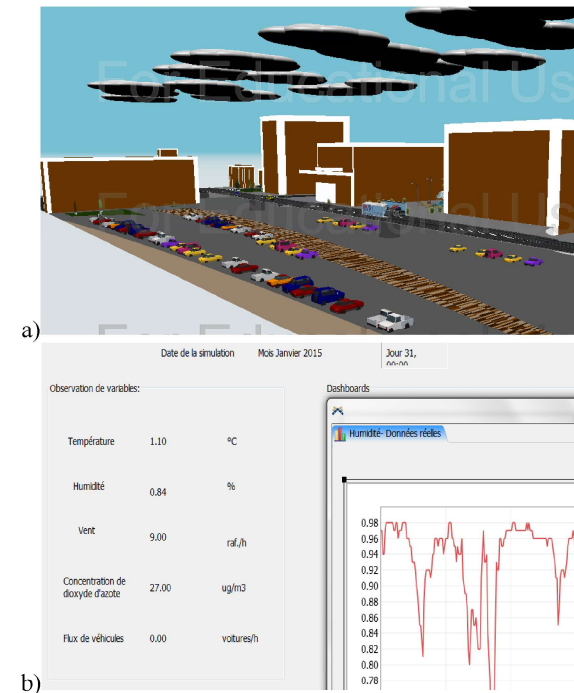 For Educational Us
For Educational Us
a) For Educational Us
Date de la simulation Mois Janvier 2015 Jour 31,
00:00
Observation de variables: Dashboards
Humidité- Données réelles
Température 1.10 °C
Humidité 0.84 %
Vent 9.00 raf./h
Concentration de
dioxyde d'azote 27.00 ug/m3
Flux de véhicules 0.00 voitures/h
0.98
0.96
0.94
0.92
0.90
0.88
0.86
0.84
0.82
0.80
0.78
b)